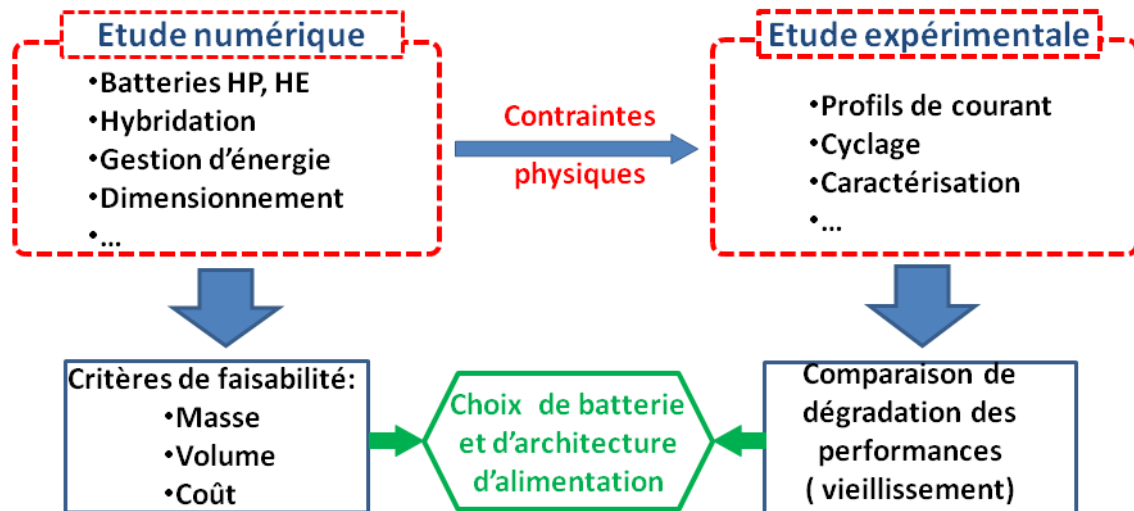 Etude numérique
•Batteries HP, HE
•Hybridation
•Gestion d'énergie
•Dimensionnement
•...
Contraintes
physiques
Etude expérimentale
•Profils de courant
•Cyclage
•Caractérisation
•...
Critères de faisabilité:
•Masse
•Volume
•Coût
Choix de batterie
et d'architecture
d'alimentation
Comparaison de
dégradation des
performances
( vieillissement)